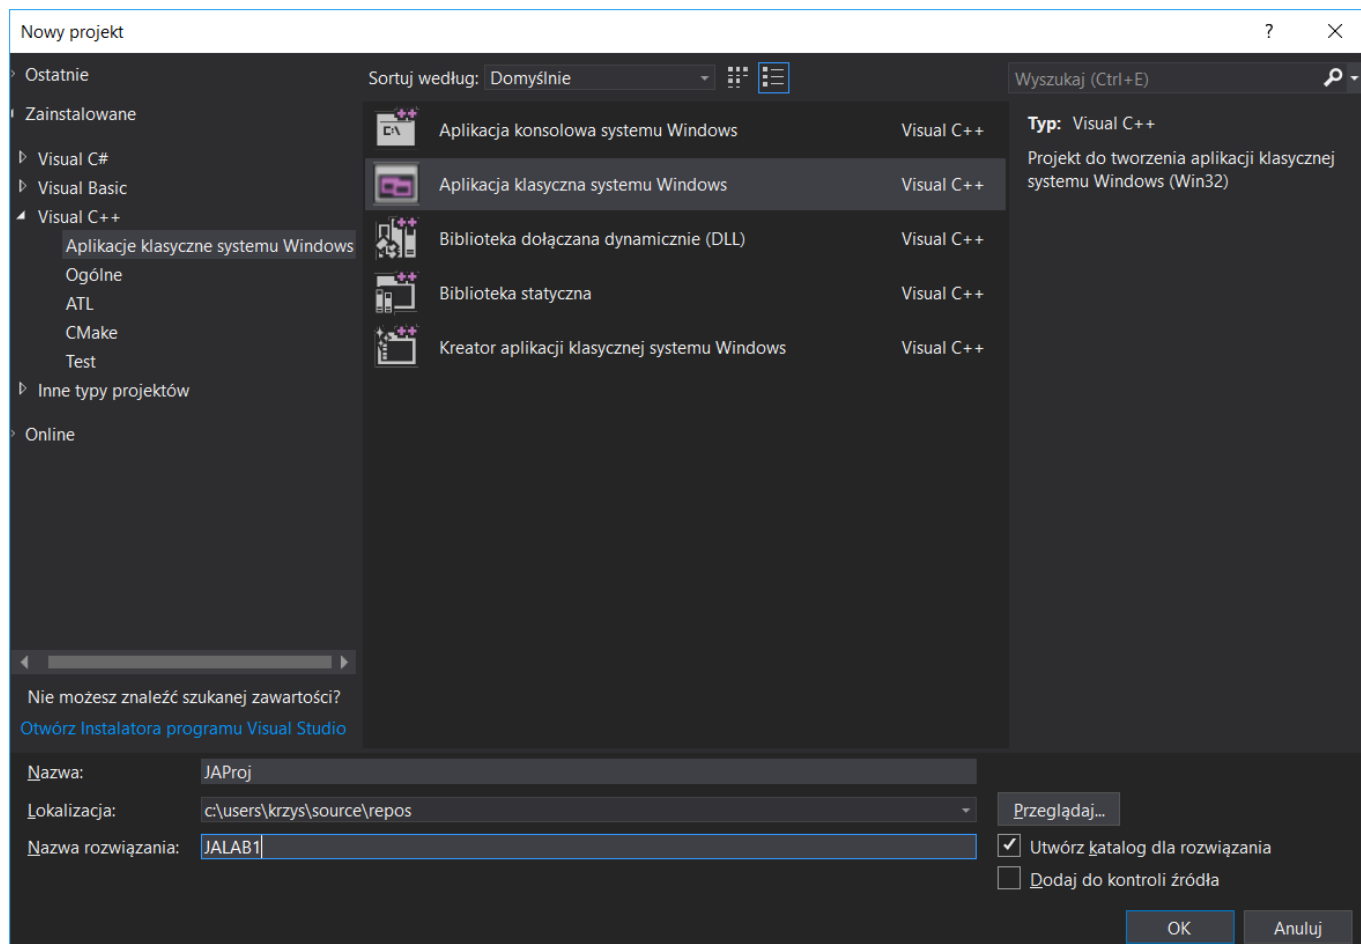 Nowy projekt
?
Ostatnie
Zainstalowane
Visual C#
Visual Basic
Visual C++
Aplikacje klasyczne systemu Windows
Ogólne
ATL
CMake
Test
Inne typy projektów
Online
Nie możesz znaleźć szukanej zawartości?
Otwórz Instalatora programu Visual Studio
Sortuj według: Domyślnie
Aplikacja konsolowa systemu Windows Visual C++
Aplikacja klasyczna systemu Windows Visual C++
Biblioteka dołączana dynamicznie (DLL) Visual C++
Biblioteka statyczna Visual C++
Kreator aplikacji klasycznej systemu Windows Visual C++
Wyszukaj (Ctrl+E)
Typ: Visual C++
Projekt do tworzenia aplikacji klasycznej
systemu Windows (Win32)
Nazwa: JAProj
Lokalizacja: c:\users\krzys\source\repos
Przeglądaj...
Nazwa rozwiązania: JALAB1
Utwórz katalog dla rozwiązania
Dodaj do kontroli źródła
OK Anuluj